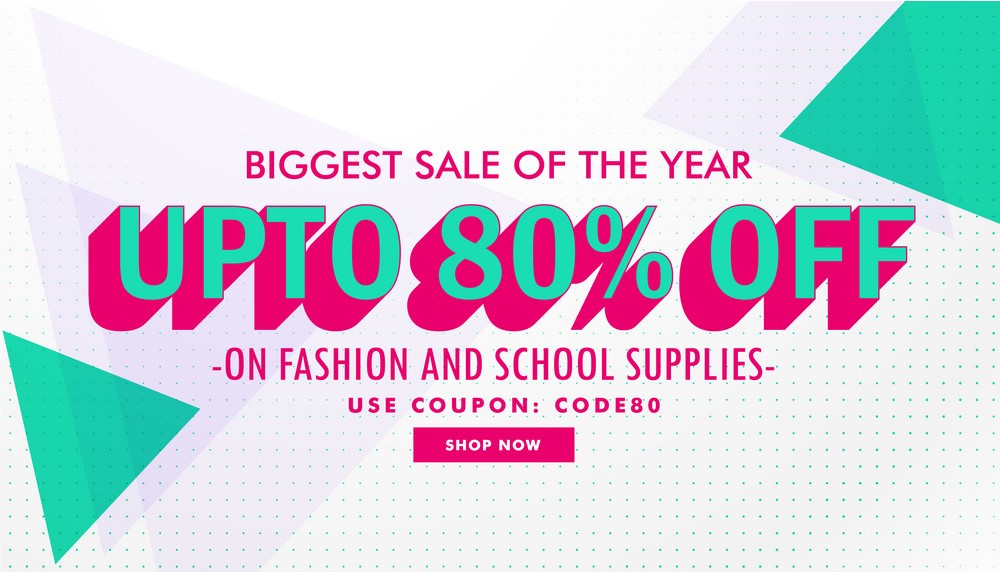 BIGGEST SALE OF THE YEAR
UPTO 80% OFF
-ON FASHION AND SCHOOL SUPPLIES-
USE COUPON: CODE80
SHOP NOW